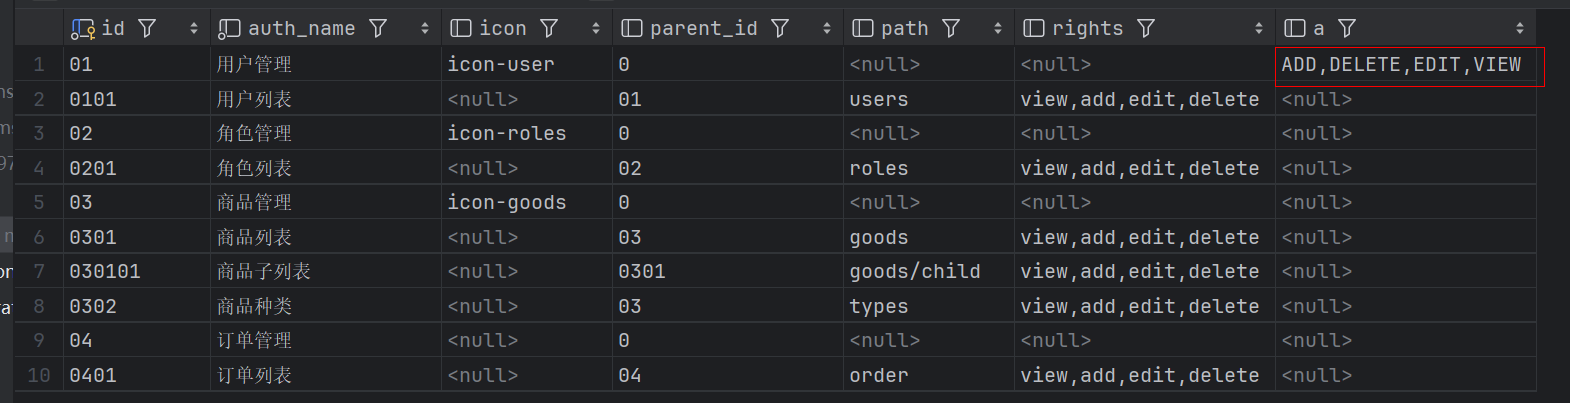 id auth_name icon parent_id path rights a
1 01 用户管理 icon-user 0 <null> <null> ADD,DELETE,EDIT,VIEW
2 0101 用户列表 <null> 01 users view,add,edit,delete <null>
3 02 角色管理 icon-roles 0 <null> <null> <null>
4 0201 角色列表 <null> 02 roles view,add,edit,delete <null>
5 03 商品管理 icon-goods 0 <null> <null> <null>
6 0301 商品列表 <null> 03 goods view,add,edit,delete <null>
7 030101 商品子列表 <null> 0301 goods/child view,add,edit,delete <null>
8 0302 商品种类 <null> 03 types view,add,edit,delete <null>
9 04 订单管理 <null> 0 <null> <null> <null>
10 0401 订单列表 <null> 04 order view,add,edit,delete <null>